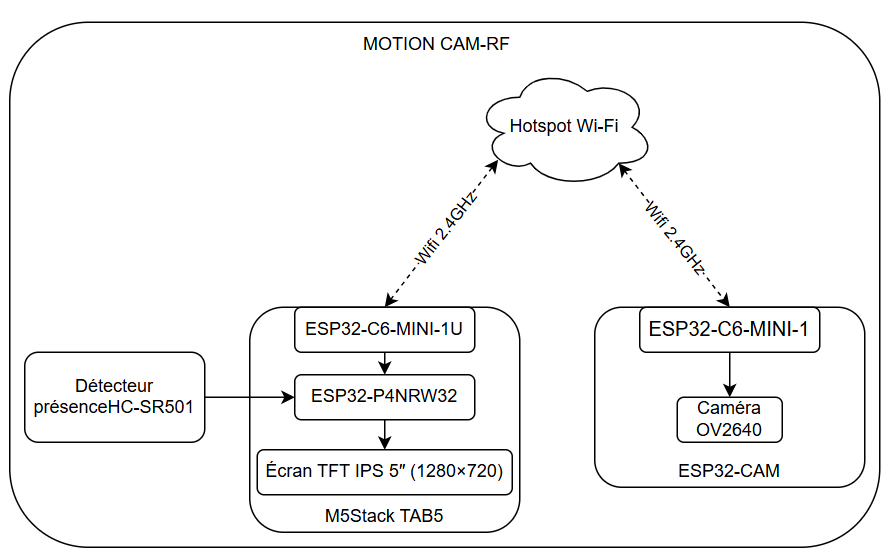 MOTION CAM-RF
Hotspot Wi-Fi
Wifi 2.4GHz
Wifi 2.4GHz
ESP32-C6-MINI-1U
ESP32-C6-MINI-1
Détecteur
présenceHC-SR501
ESP32-P4NRW32
Caméra
OV2640
Écran TFT IPS 5″ (1280×720)
ESP32-CAM
M5Stack TAB5